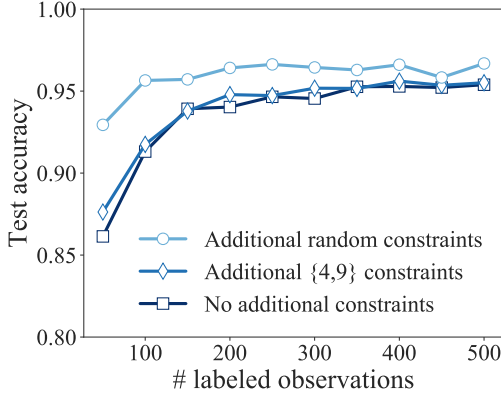 1.00
0.95
0.90
0.85
0.80
Test accuracy
Additional random constraints
Additional {4,9} constraints
No additional constraints
100 200 300 400 500
# labeled observations